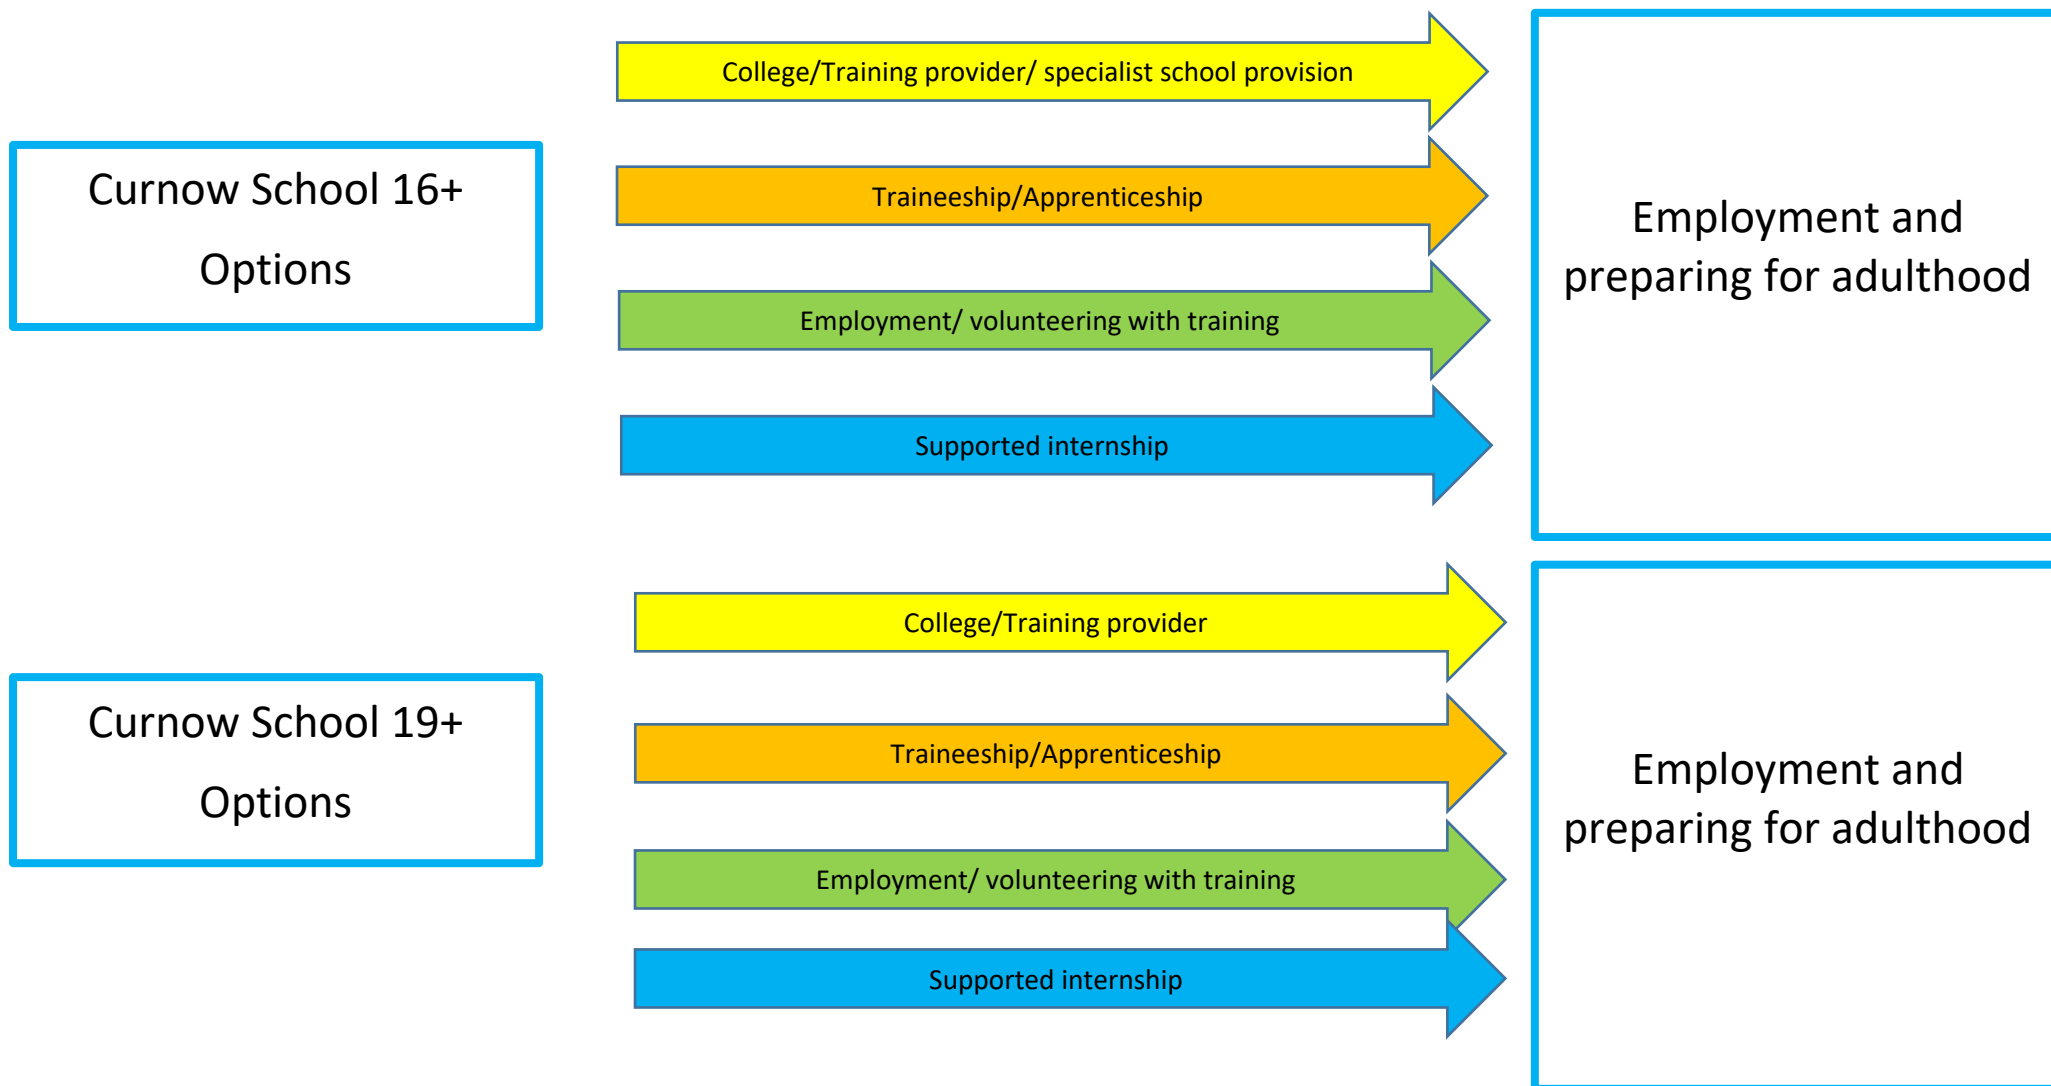 College/Training provider/ specialist school provision
Curnow School 16+
Options
Traineeship/Apprenticeship
Employment/ volunteering with training
Supported internship
Employment and
preparing for adulthood
College/Training provider
Curnow School 19+
Options
Traineeship/Apprenticeship
Employment/ volunteering with training
Supported internship
Employment and
preparing for adulthood